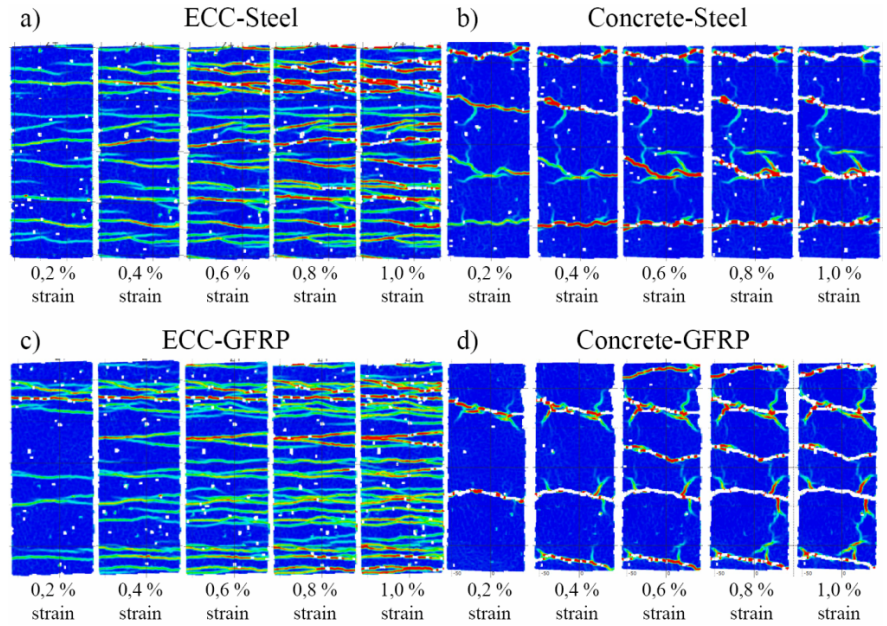 a) ECC-Steel b) Concrete-Steel
0,2 % 0,4 % 0,6 % 0,8 % 1,0 % 0,2 % 0,4 % 0,6 % 0,8 % 1,0 %
strain strain strain strain strain strain strain strain strain strain
c) ECC-GFRP d) Concrete-GFRP
0,2 % 0,4 % 0,6 % 0,8 % 1,0 % 0,2 % 0,4 % 0,6 % 0,8 % 1,0 %
strain strain strain strain strain strain strain strain strain strain